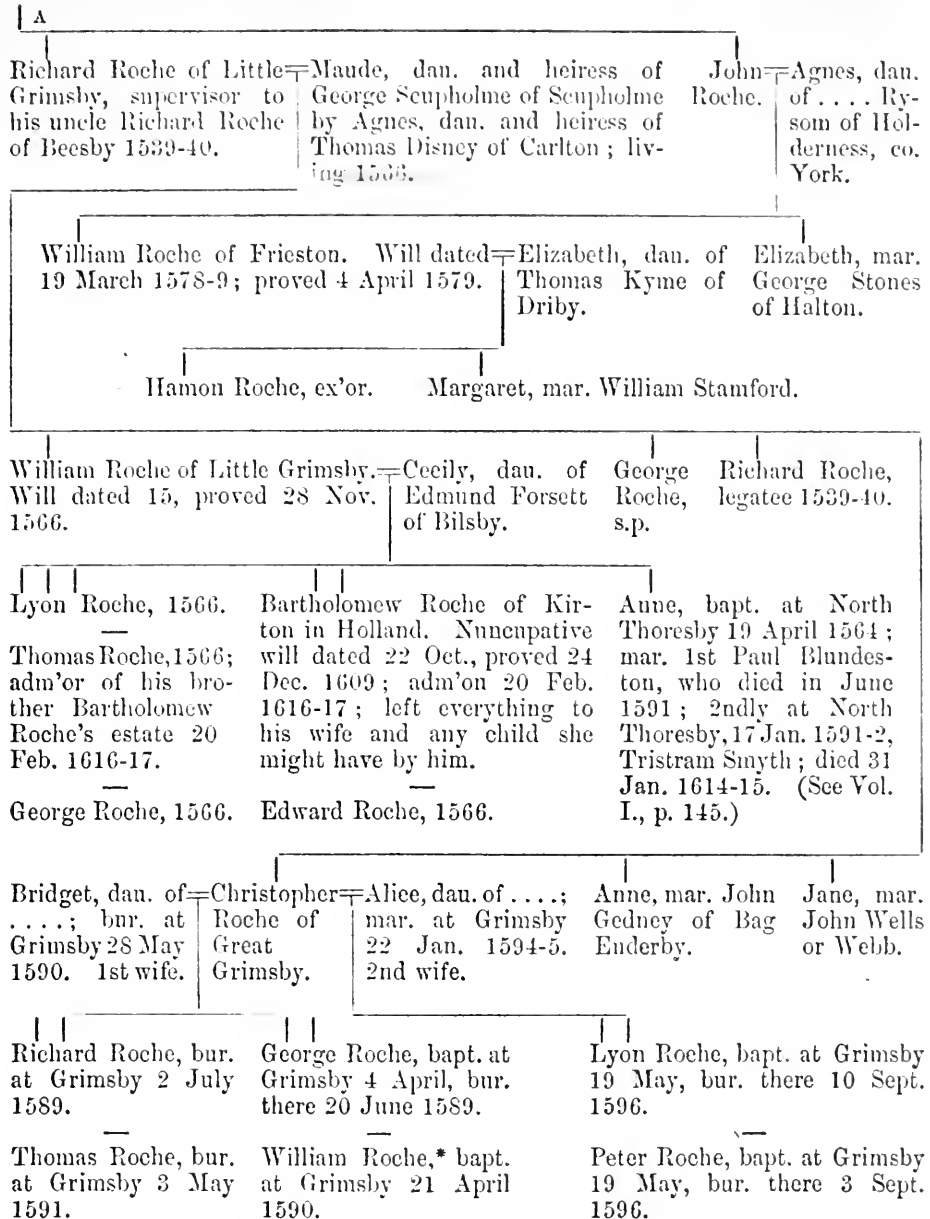 A
Richard Roche of Little
Grimsby, supervisor to
his uncle Richard Roche
of Beesby 1539-40.
Maude, dan. and heiress of
George Scupholme of Scupholme
by Agnes, dan. and heiress of
Thomas Disney of Carlton ; liv-
ing 1566.
John
Roche.
Agnes, dau.
of . . . . Ry-
som of Hol-
derness, co.
York.
William Roche of Frieston. Will dated
19 March 1578-9 ; proved 4 April 1579.
Elizabeth, dau. of
Thomas Kyme of
Driby.
Elizabeth, mar.
George Stones
of Halton.
Hamon Roche, ex'or.
Margaret, mar. William Stamford.
William Roche of Little Grimsby.
Will dated 15, proved 28 Nov.
1566.
Cecily, dau. of
Edmund Forsett
of Bilsby.
George
Roche,
s.p.
Richard Roche,
legatee 1539-40.
Lyon Roche, 1566.
—
Thomas Roche, 1566;
adm'or of his bro-
ther Bartholomew
Roche's estate 20
Feb. 1616-17.
—
George Roche, 1566.
Bartholomew Roche of Kir-
ton in Holland. Nuncupative
will dated 22 Oct., proved 24
Dec. 1609 ; adm'on 20 Feb.
1616-17 ; left everything to
his wife and any child she
might have by him.
—
Edward Roche, 1566.
Anne, bapt. at North
Thoresby 19 April 1564 ;
mar. 1st Paul Blundes-
ton, who died in June
1591 ; 2ndly at North
Thoresby, 17 Jan. 1591-2,
Tristram Smyth ; died 31
Jan. 1614-15. (See Vol.
I., p. 145.)
Bridget, dau. of
. . . . ; bur. at
Grimsby 28 May
1590. 1st wife.
Christopher
Roche of
Great
Grimsby.
Alice, dau. of . . . . ;
mar. at Grimsby
22 Jan. 1594-5.
2nd wife.
Anne, mar. John
Gedney of Bag
Enderby.
Jane, mar.
John Wells
or Webb.
Richard Roche, bur.
at Grimsby 2 July
1589.
—
Thomas Roche, bur.
at Grimsby 3 May
1591.
George Roche, bapt. at
Grimsby 4 April, bur.
there 20 June 1589.
—
William Roche,* bapt.
at Grimsby 21 April
1590.
Lyon Roche, bapt. at Grimsby
19 May, bur. there 10 Sept.
1596.
—
Peter Roche, bapt. at Grimsby
19 May, bur. there 3 Sept.
1596.